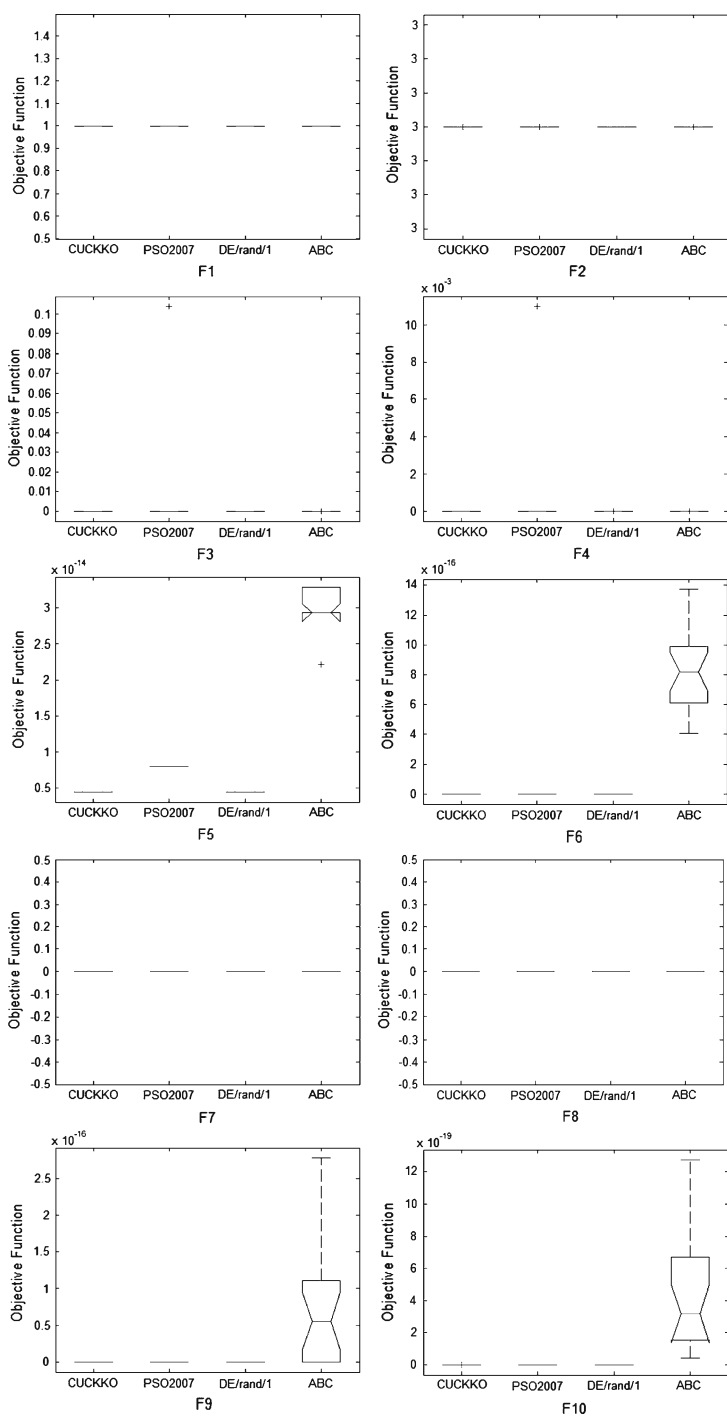 Objective Function
1.4
1.3
1.2
1.1
1
0.9
0.8
0.7
0.6
0.5
CUCKKO PSO2007 DE/rand/1 ABC
F1
Objective Function
3
3
3
3
3
3
3
CUCKKO PSO2007 DE/rand/1 ABC
F2
Objective Function
0.1
0.09
0.08
0.07
0.06
0.05
0.04
0.03
0.02
0.01
0
CUCKKO PSO2007 DE/rand/1 ABC
F3
x 10-3
Objective Function
10
8
6
4
2
0
CUCKKO PSO2007 DE/rand/1 ABC
F4
x 10-14
Objective Function
3
2.5
2
1.5
1
0.5
CUCKKO PSO2007 DE/rand/1 ABC
F5
x 10-16
Objective Function
14
12
10
8
6
4
2
0
CUCKKO PSO2007 DE/rand/1 ABC
F6
Objective Function
0.5
0.4
0.3
0.2
0.1
0
-0.1
-0.2
-0.3
-0.4
-0.5
CUCKKO PSO2007 DE/rand/1 ABC
F7
Objective Function
0.5
0.4
0.3
0.2
0.1
0
-0.1
-0.2
-0.3
-0.4
-0.5
CUCKKO PSO2007 DE/rand/1 ABC
F8
x 10-16
Objective Function
2.5
2
1.5
1
0.5
0
CUCKKO PSO2007 DE/rand/1 ABC
F9
x 10-19
Objective Function
12
10
8
6
4
2
0
CUCKKO PSO2007 DE/rand/1 ABC
F10